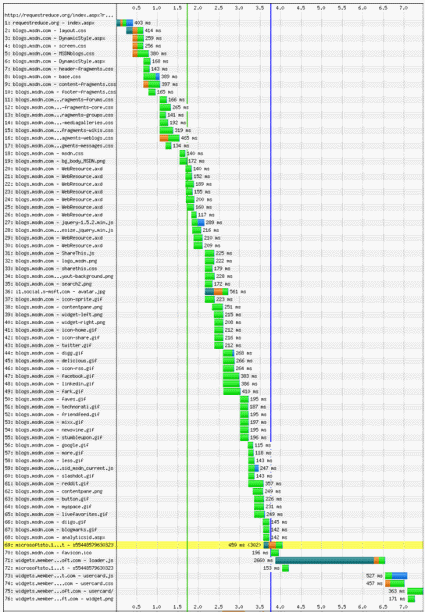 0.5 1.0 1.5 2.0 2.5 3.0 3.5 4.0 4.5 5.0 5.5 6.0 6.5 7.0
http://requestreduce.org/index.aspx?r...
1: requestreduce.org - index.aspx 403 ms
2: blogs.msdn.com - layout.css 414 ms
3: blogs.msdn.com - DynamicStyle.aspx 259 ms
4: blogs.msdn.com - screen.css 256 ms
5: blogs.msdn.com - MSDNblogs.css 380 ms
6: blogs.msdn.com - DynamicStyle.aspx 168 ms
7: blogs.msdn.com - header-fragments.css 143 ms
8: blogs.msdn.com - base.css 389 ms
9: blogs.msdn.com - content-fragments.css 397 ms
10: blogs.msdn.com - footer-fragments.css 165 ms
11: blogs.msdn.com...ragments-forums.css 166 ms
12: blogs.msdn.com...-fragments-core.css 265 ms
13: blogs.msdn.com...ragments-groups.css 181 ms
14: blogs.msdn.com...-mediagalleries.css 192 ms
15: blogs.msdn.com...fragments-wikis.css 319 ms
16: blogs.msdn.com...agments-weblogs.css 465 ms
17: blogs.msdn.com...gments-messages.css 134 ms
18: blogs.msdn.com - msdn.css 140 ms
19: blogs.msdn.com - bg_body_MSDN.png 172 ms
20: blogs.msdn.com - WebResource.axd 140 ms
21: blogs.msdn.com - WebResource.axd 152 ms
22: blogs.msdn.com - WebResource.axd 189 ms
23: blogs.msdn.com - WebResource.axd 155 ms
24: blogs.msdn.com - WebResource.axd 200 ms
25: blogs.msdn.com - WebResource.axd 160 ms
26: blogs.msdn.com - WebResource.axd 117 ms
27: blogs.msdn.com - jquery-1.5.2.min.js 289 ms
28: blogs.msdn.com...esize.jquery.min.js 216 ms
29: blogs.msdn.com - WebResource.axd 210 ms
30: blogs.msdn.com - WebResource.axd 209 ms
31: blogs.msdn.com - ShareThis.js 225 ms
32: blogs.msdn.com - logo_msdn.png 222 ms
33: blogs.msdn.com - sharethis.css 179 ms
34: blogs.msdn.com...yout-background.png 228 ms
35: blogs.msdn.com - search2.png 172 ms
36: i1.social.s-msft.com - avatar.jpg 561 ms
37: blogs.msdn.com - icon-sprite.gif 223 ms
38: blogs.msdn.com - contentpane.png 251 ms
39: blogs.msdn.com - widget-left.png 215 ms
40: blogs.msdn.com - widget-right.png 208 ms
41: blogs.msdn.com - icon-home.gif 212 ms
42: blogs.msdn.com - icon-share.gif 216 ms
43: blogs.msdn.com - twitter.gif 212 ms
44: blogs.msdn.com - digg.gif 268 ms
45: blogs.msdn.com - delicious.gif 266 ms
46: blogs.msdn.com - icon-rss.gif 264 ms
47: blogs.msdn.com - facebook.gif 383 ms
48: blogs.msdn.com - linkedin.gif 386 ms
49: blogs.msdn.com - fark.gif 410 ms
50: blogs.msdn.com - faves.gif 195 ms
51: blogs.msdn.com - technorati.gif 187 ms
52: blogs.msdn.com - friendfeed.gif 192 ms
53: blogs.msdn.com - mixx.gif 197 ms
54: blogs.msdn.com - newsvine.gif 195 ms
55: blogs.msdn.com - stumbleupon.gif 196 ms
56: blogs.msdn.com - google.gif 115 ms
57: blogs.msdn.com - more.gif 118 ms
58: blogs.msdn.com - less.gif 143 ms
59: blogs.msdn.com...ssid_msdn_current.js 247 ms
60: blogs.msdn.com - slashdot.gif 143 ms
61: blogs.msdn.com - reddit.gif 357 ms
62: blogs.msdn.com - contentpane.png 249 ms
63: blogs.msdn.com - button.gif 226 ms
64: blogs.msdn.com - myspace.gif 231 ms
65: blogs.msdn.com - livefavorites.gif 249 ms
66: blogs.msdn.com - diigo.gif 145 ms
67: blogs.msdn.com - blogmarks.gif 142 ms
68: blogs.msdn.com - analyticsid.aspx 142 ms
69: microsoftsto.1...t - s55448579630323 459 ms (302)
70: blogs.msdn.com - favicon.ico 196 ms
71: widgets.member...oft.com - loader.js 2660 ms
72: microsoftsto.1...t - s55448579630323 153 ms
73: widgets.member...t.com - usercard.js 527 ms
74: widgets.member....com - usercard.css 457 ms
75: widgets.member...oft.com - usercard/ 363 ms
76: widgets.member...ft.com - widget.png 171 ms